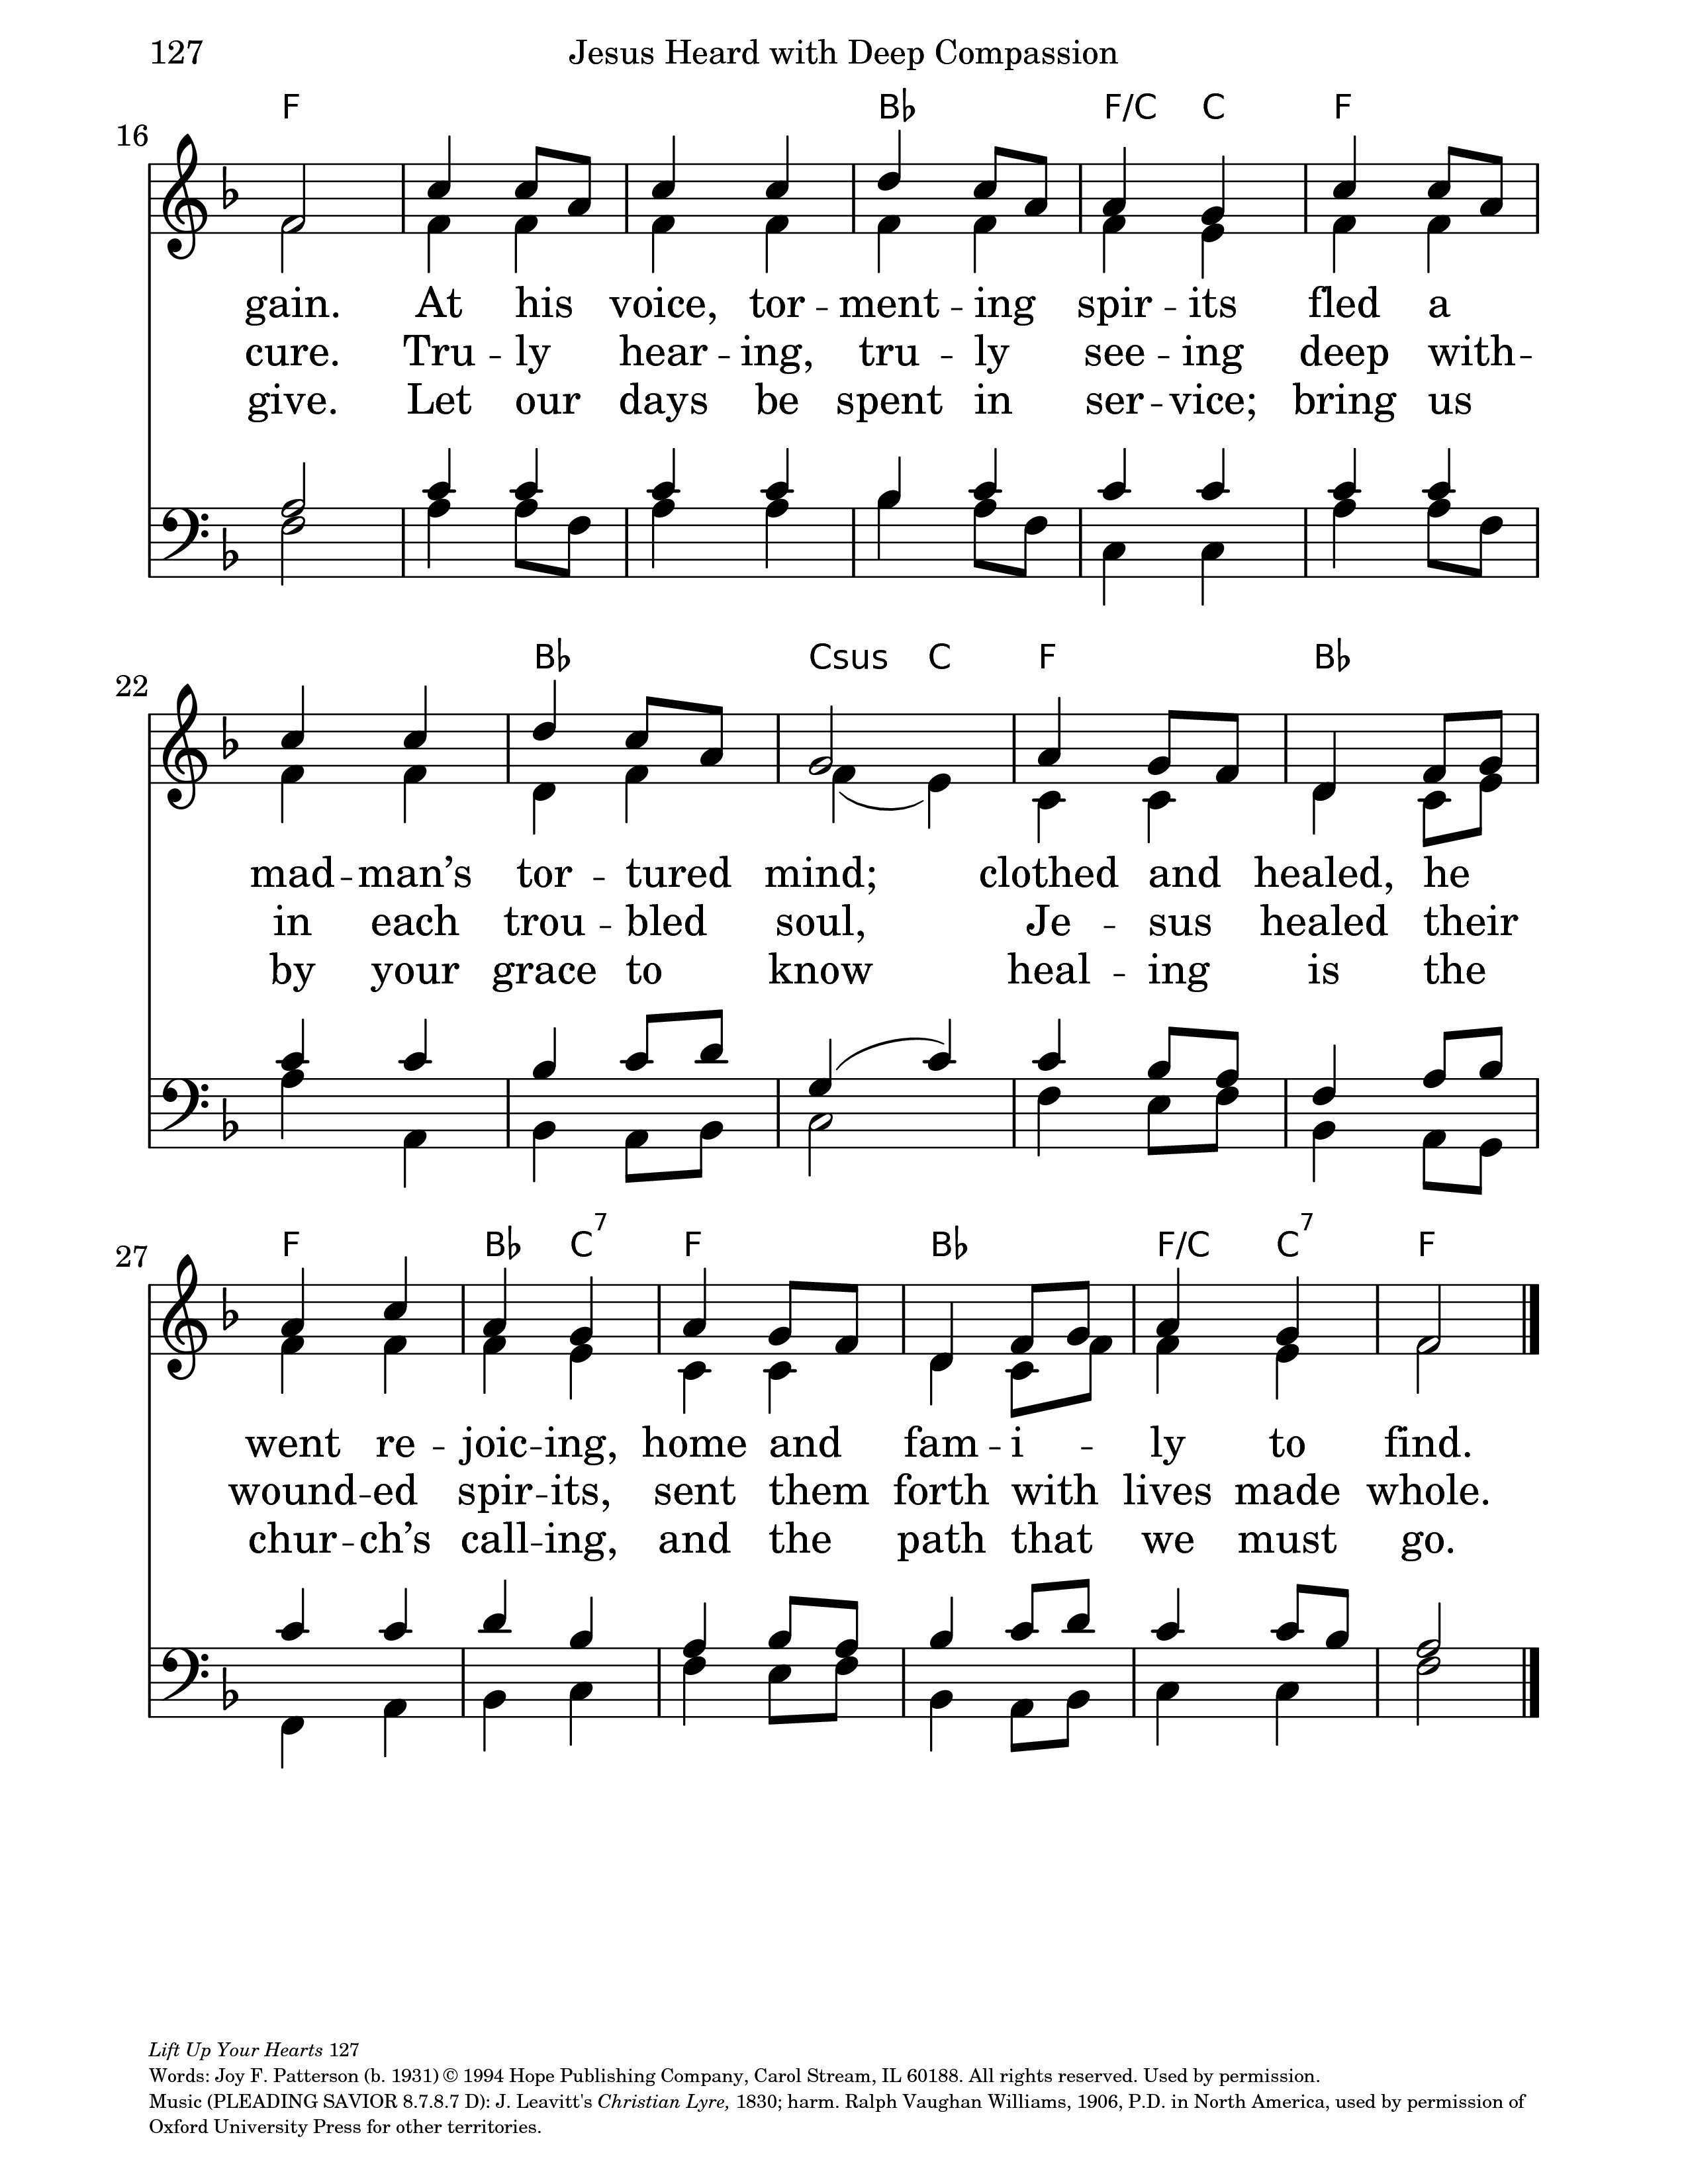 127 Jesus Heard with Deep Compassion
F B♭ F/C C F
16
gain. At his voice, tor -- ment -- ing spir -- its fled a
cure. Tru -- ly hear -- ing, tru -- ly see -- ing deep with --
give. Let our days be spent in ser -- vice; bring us
B♭ Csus C F B♭
22
mad -- man’s tor -- tured mind; clothed and healed, he
in each trou -- bled soul, Je -- sus healed their
by your grace to know heal -- ing is the
F B♭ C7 F B♭ F/C C7 F
27
went re -- joic -- ing, home and fam -- i -- ly to find.
wound -- ed spir -- its, sent them forth with lives made whole.
chur -- ch’s call -- ing, and the path that we must go.
Lift Up Your Hearts 127
Words: Joy F. Patterson (b. 1931) © 1994 Hope Publishing Company, Carol Stream, IL 60188. All rights reserved. Used by permission.
Music (PLEADING SAVIOR 8.7.8.7 D): J. Leavitt's Christian Lyre, 1830; harm. Ralph Vaughan Williams, 1906, P.D. in North America, used by permission of
Oxford University Press for other territories.